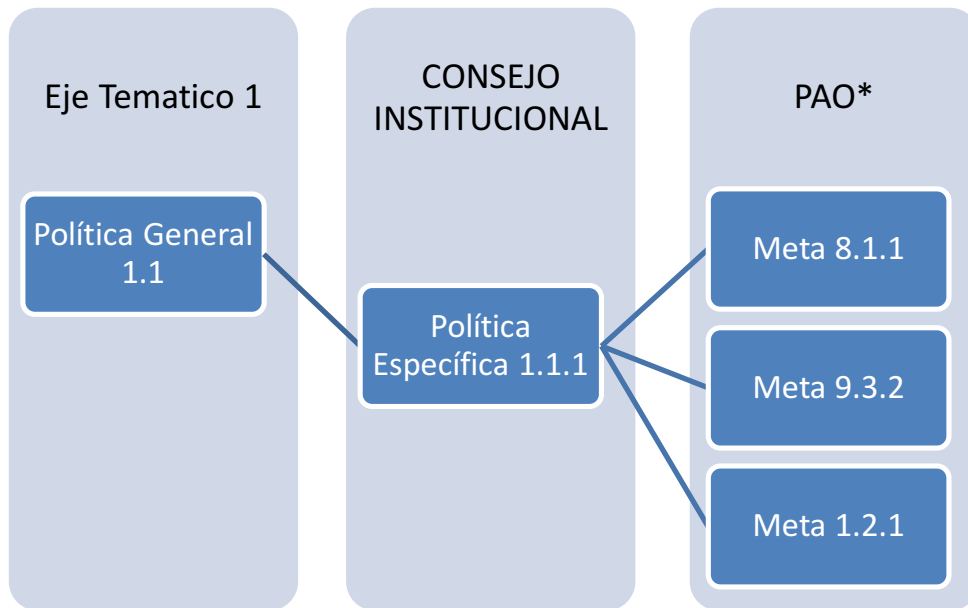 Eje Tematico 1
Política General
1.1
CONSEJO
INSTITUCIONAL
Política
Específica 1.1.1
PAO*
Meta 8.1.1
Meta 9.3.2
Meta 1.2.1